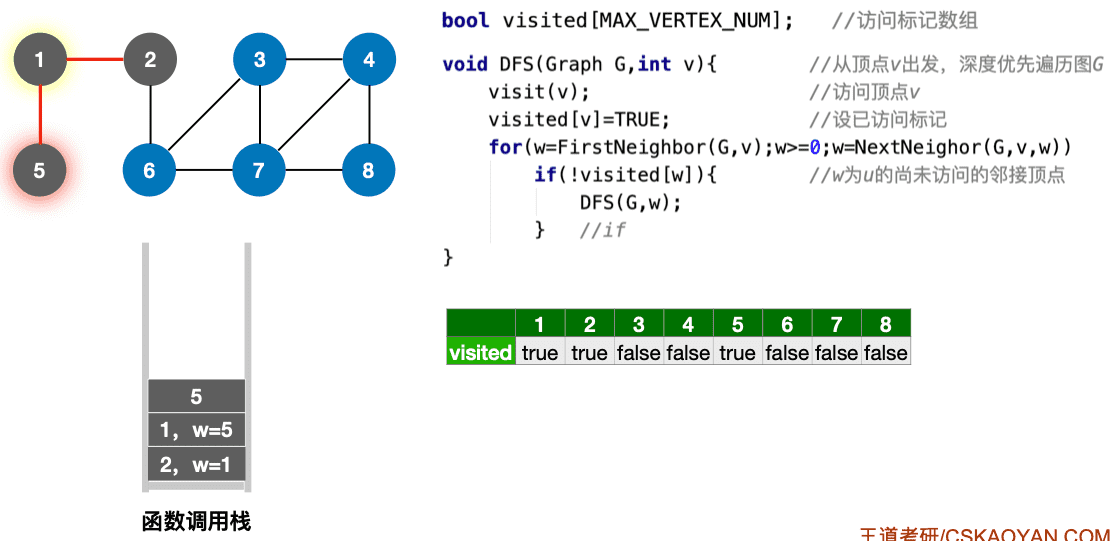 1
2
3
4
5
6
7
8
bool visited[MAX_VERTEX_NUM]; //访问标记数组
void DFS(Graph G,int v){ //从顶点v出发，深度优先遍历图G
visit(v); //访问顶点v
visited[v]=TRUE; //设已访问标记
for(w=FirstNeighbor(G,v);w>=0;w=NextNeighor(G,v,w))
if(!visited[w]){ //w为u的尚未访问的邻接顶点
DFS(G,w);
} //if
}
1 2 3 4 5 6 7 8
visited true true false false true false false false
5
1, w=5
2, w=1
函数调用栈
王道考研/CSKAOYAN.COM